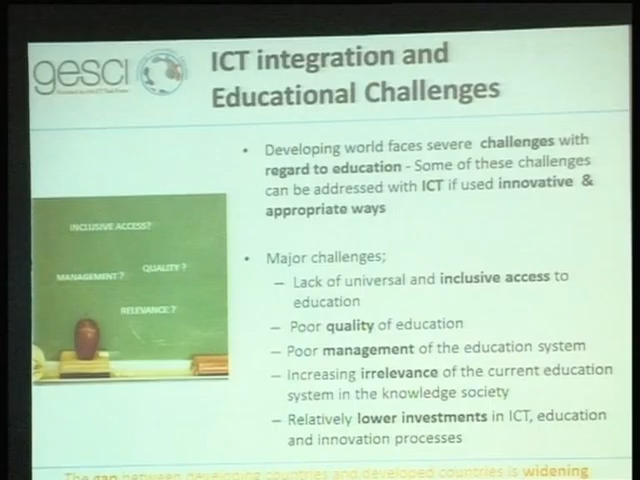 gesci
ICT integration and
Educational Challenges
• Developing world faces severe challenges with
regard to education - Some of these challenges
can be addressed with ICT if used innovative &
appropriate ways
INCLUSIVE ACCESS?
QUALITY ?
MANAGEMENT ?
RELEVANCE ?
• Major challenges;
– Lack of universal and inclusive access to
education
– Poor quality of education
– Poor management of the education system
– Increasing irrelevance of the current education
system in the knowledge society
– Relatively lower investments in ICT, education
and innovation processes
The gap between developing countries and developed countries is widening